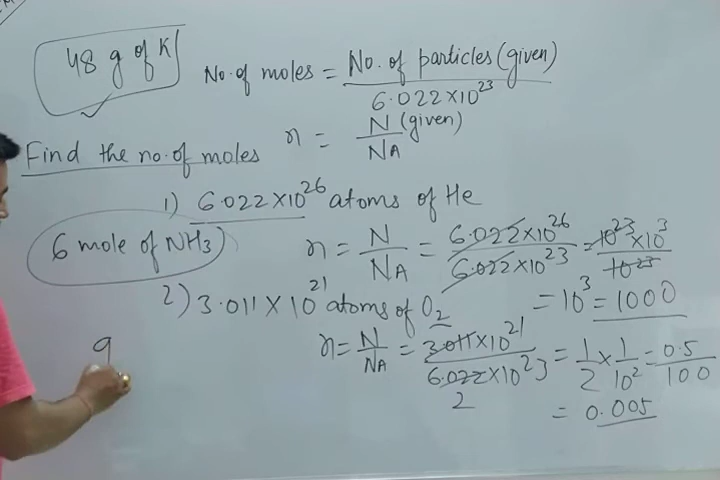 48 g of K
No. of moles = No. of particles (given) / 6.022×10^23
n = N (given) / NA
Find the no. of moles
1) 6.022×10^26 atoms of He
6 mole of NH3
n = N / NA = 6.022×10^26 / 6.022×10^23 = 10^23×10^3 / 10^23
= 10^3 = 1000
2) 3.011×10^21 atoms of O2
n = N / NA = 3.011×10^21 / 6.022×10^23 = 1/2 × 1/10^2 = 0.5/100
2
= 0.005
9